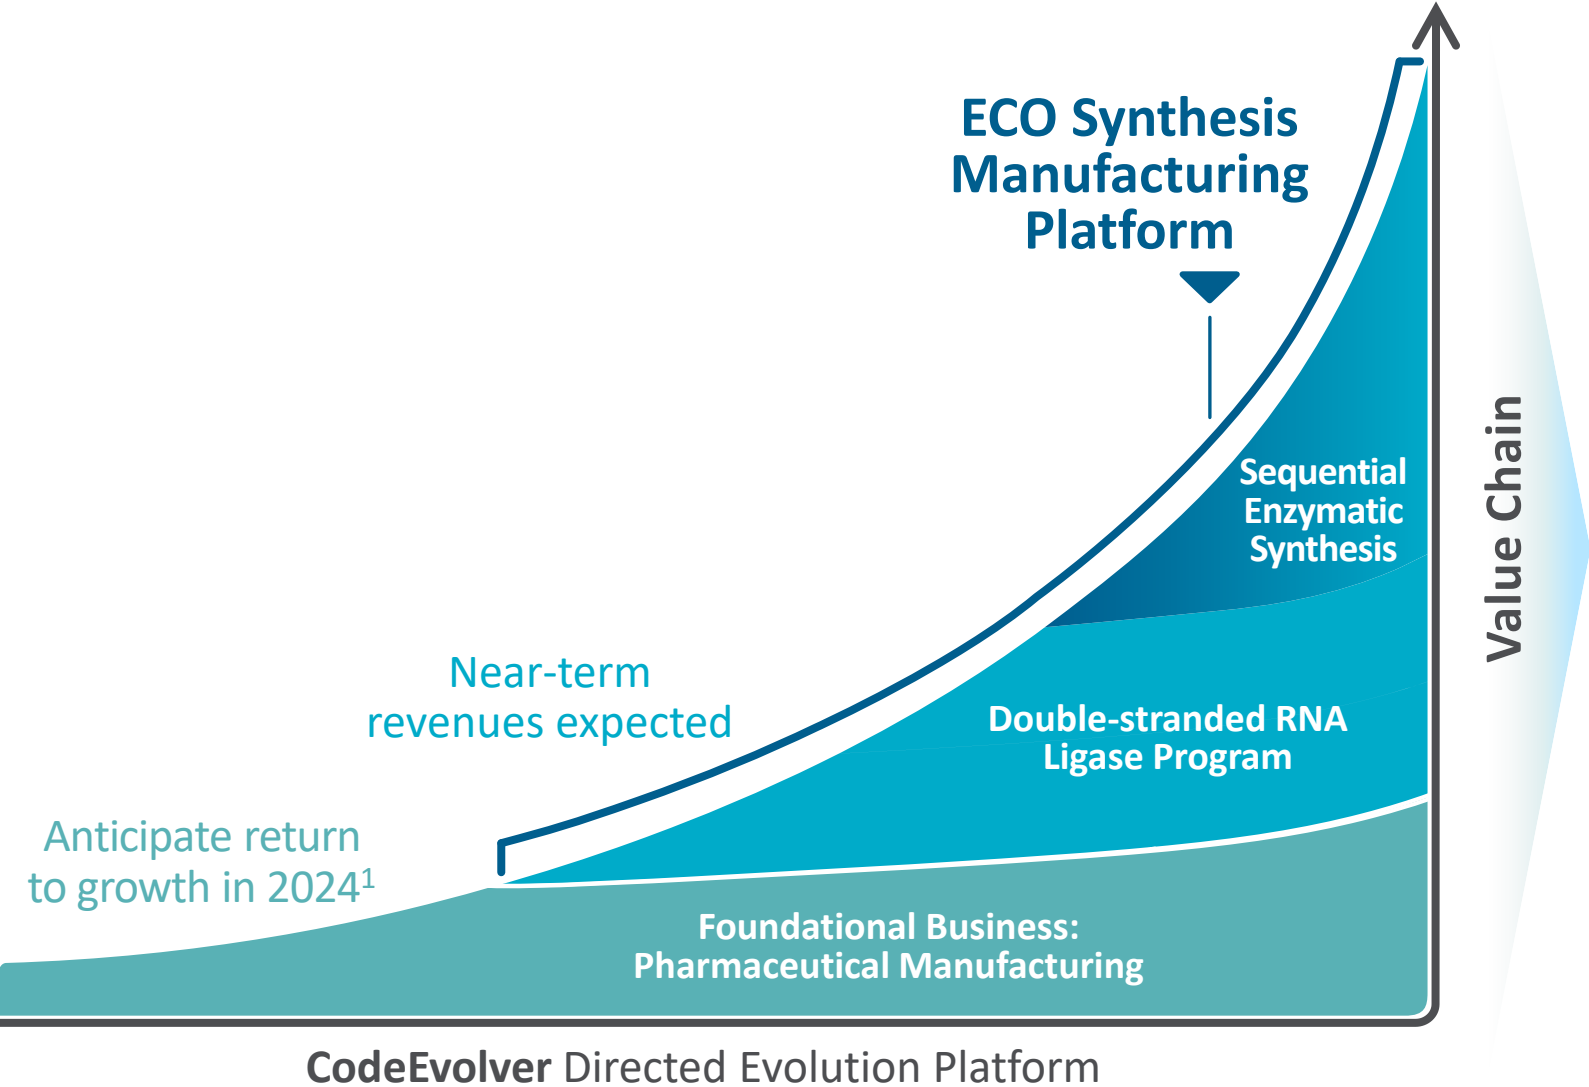 ECO Synthesis
Manufacturing
Platform
Sequential
Enzymatic
Synthesis
Value Chain
Near-term
revenues expected
Double-stranded RNA
Ligase Program
Anticipate return
to growth in 2024¹
Foundational Business:
Pharmaceutical Manufacturing
CodeEvolver Directed Evolution Platform